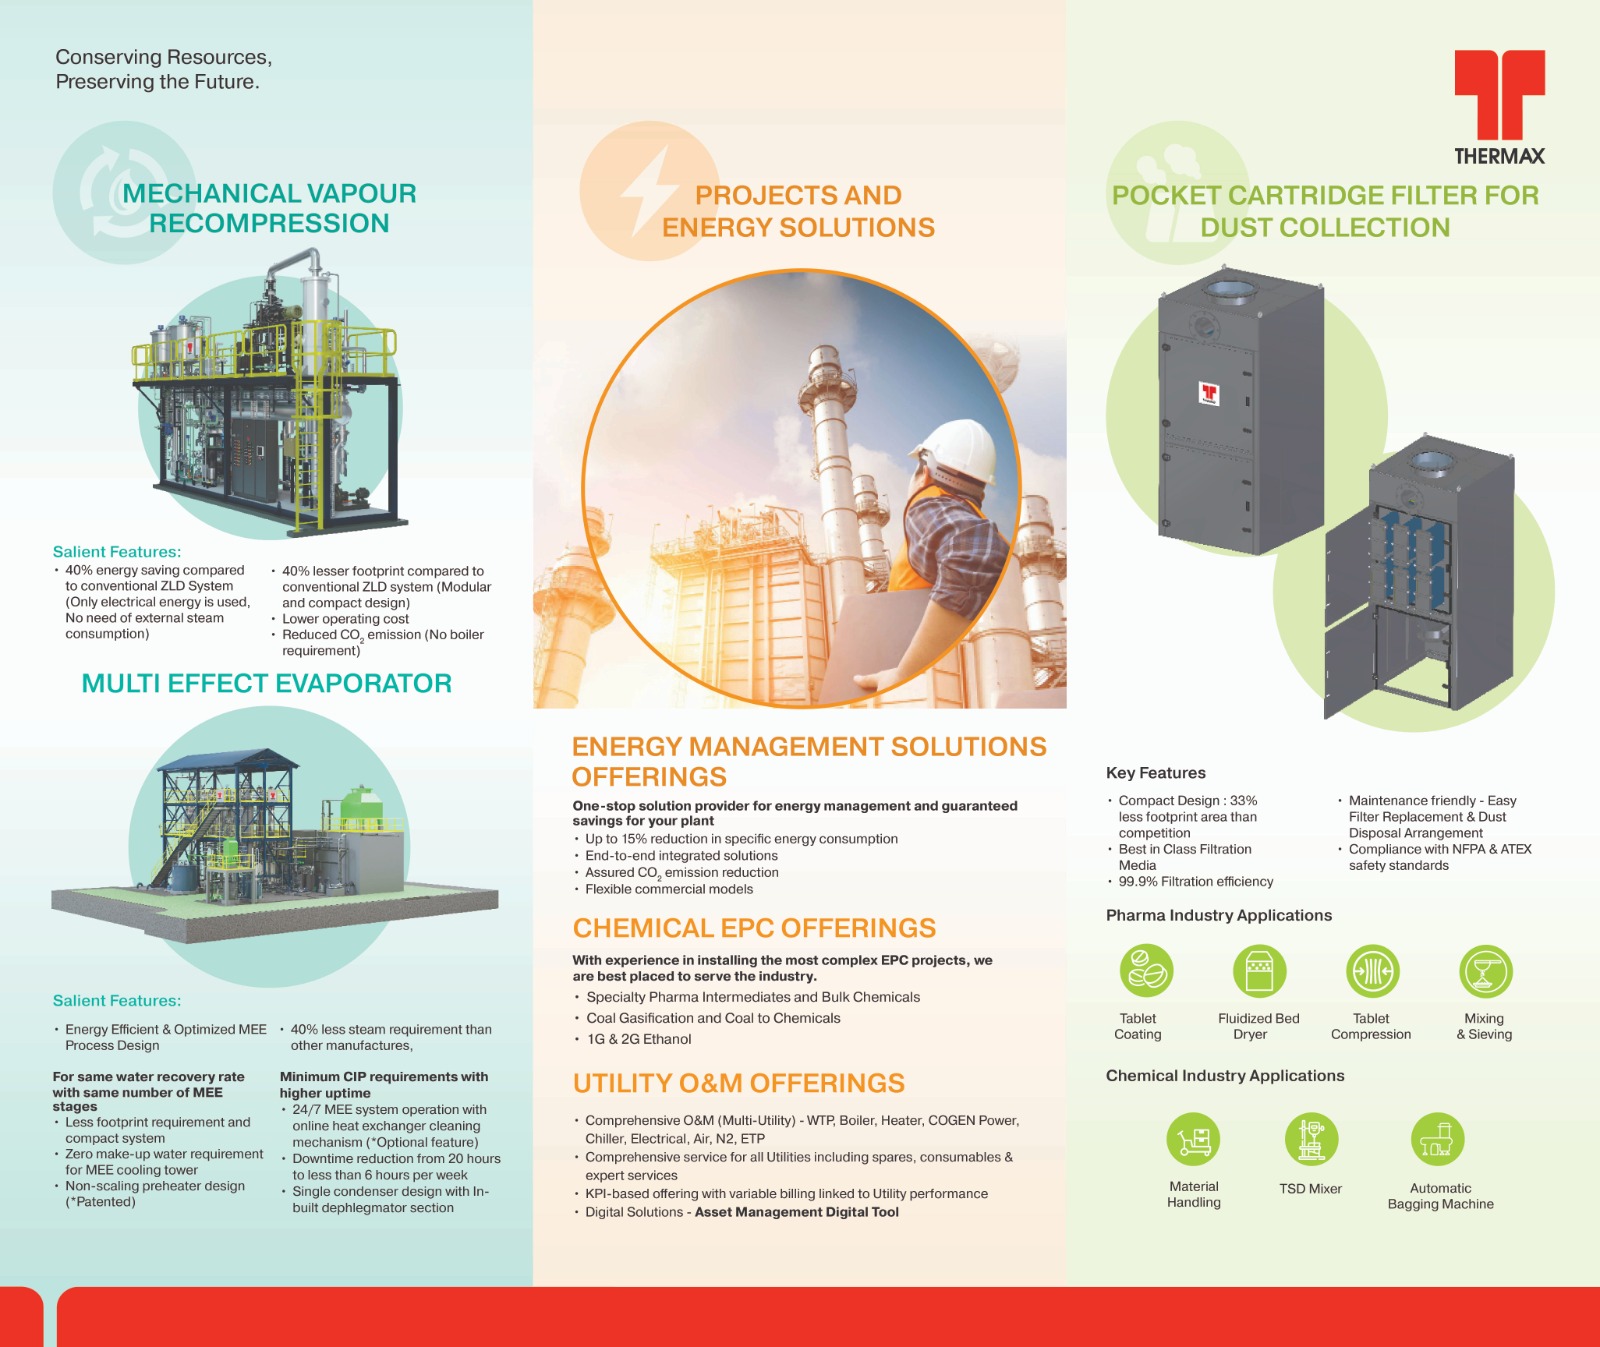 Conserving Resources,
Preserving the Future.
MECHANICAL VAPOUR
RECOMPRESSION
Salient Features:
• 40% energy saving compared
to conventional ZLD System
(Only electrical energy is used,
No need of external steam
consumption)
• 40% lesser footprint compared to
conventional ZLD system (Modular
and compact design)
• Lower operating cost
• Reduced CO2 emission (No boiler
requirement)
MULTI EFFECT EVAPORATOR
Salient Features:
• Energy Efficient & Optimized MEE
Process Design
• 40% less steam requirement than
other manufactures,
For same water recovery rate
with same number of MEE
stages
• Less footprint requirement and
compact system
• Zero make-up water requirement
for MEE cooling tower
• Non-scaling preheater design
(*Patented)
Minimum CIP requirements with
higher uptime
• 24/7 MEE system operation with
online heat exchanger cleaning
mechanism (*Optional feature)
• Downtime reduction from 20 hours
to less than 6 hours per week
• Single condenser design with In-
built dephlegmator section
PROJECTS AND
ENERGY SOLUTIONS
ENERGY MANAGEMENT SOLUTIONS
OFFERINGS
One-stop solution provider for energy management and guaranteed
savings for your plant
• Up to 15% reduction in specific energy consumption
• End-to-end integrated solutions
• Assured CO2 emission reduction
• Flexible commercial models
CHEMICAL EPC OFFERINGS
With experience in installing the most complex EPC projects, we
are best placed to serve the industry.
• Specialty Pharma Intermediates and Bulk Chemicals
• Coal Gasification and Coal to Chemicals
• 1G & 2G Ethanol
UTILITY O&M OFFERINGS
• Comprehensive O&M (Multi-Utility) - WTP, Boiler, Heater, COGEN Power,
Chiller, Electrical, Air, N2, ETP
• Comprehensive service for all Utilities including spares, consumables &
expert services
• KPI-based offering with variable billing linked to Utility performance
• Digital Solutions - Asset Management Digital Tool
THERMAX
POCKET CARTRIDGE FILTER FOR
DUST COLLECTION
Key Features
• Compact Design : 33%
less footprint area than
competition
• Best in Class Filtration
Media
• 99.9% Filtration efficiency
• Maintenance friendly - Easy
Filter Replacement & Dust
Disposal Arrangement
• Compliance with NFPA & ATEX
safety standards
Pharma Industry Applications
Tablet
Coating
Fluidized Bed
Dryer
Tablet
Compression
Mixing
& Sieving
Chemical Industry Applications
Material
Handling
TSD Mixer
Automatic
Bagging Machine